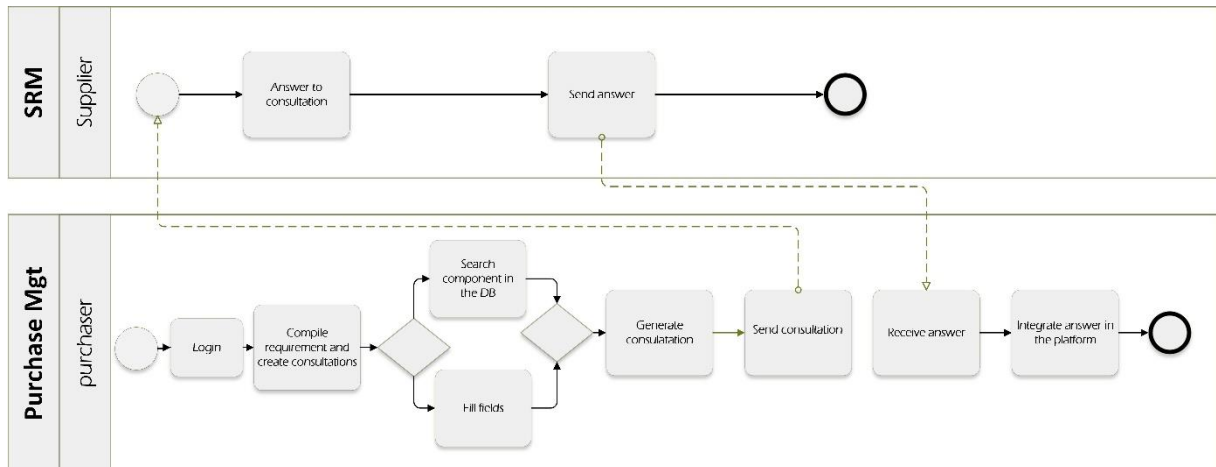 SRM
Supplier
Answer to
consultation
Send answer
Purchase Mgt
purchaser
Login
Compile
requirement and
create consultations
Search
component in
the DB
Fill fields
Generate
consulatation
Send consultation
Receive answer
Integrate answer in
the platform